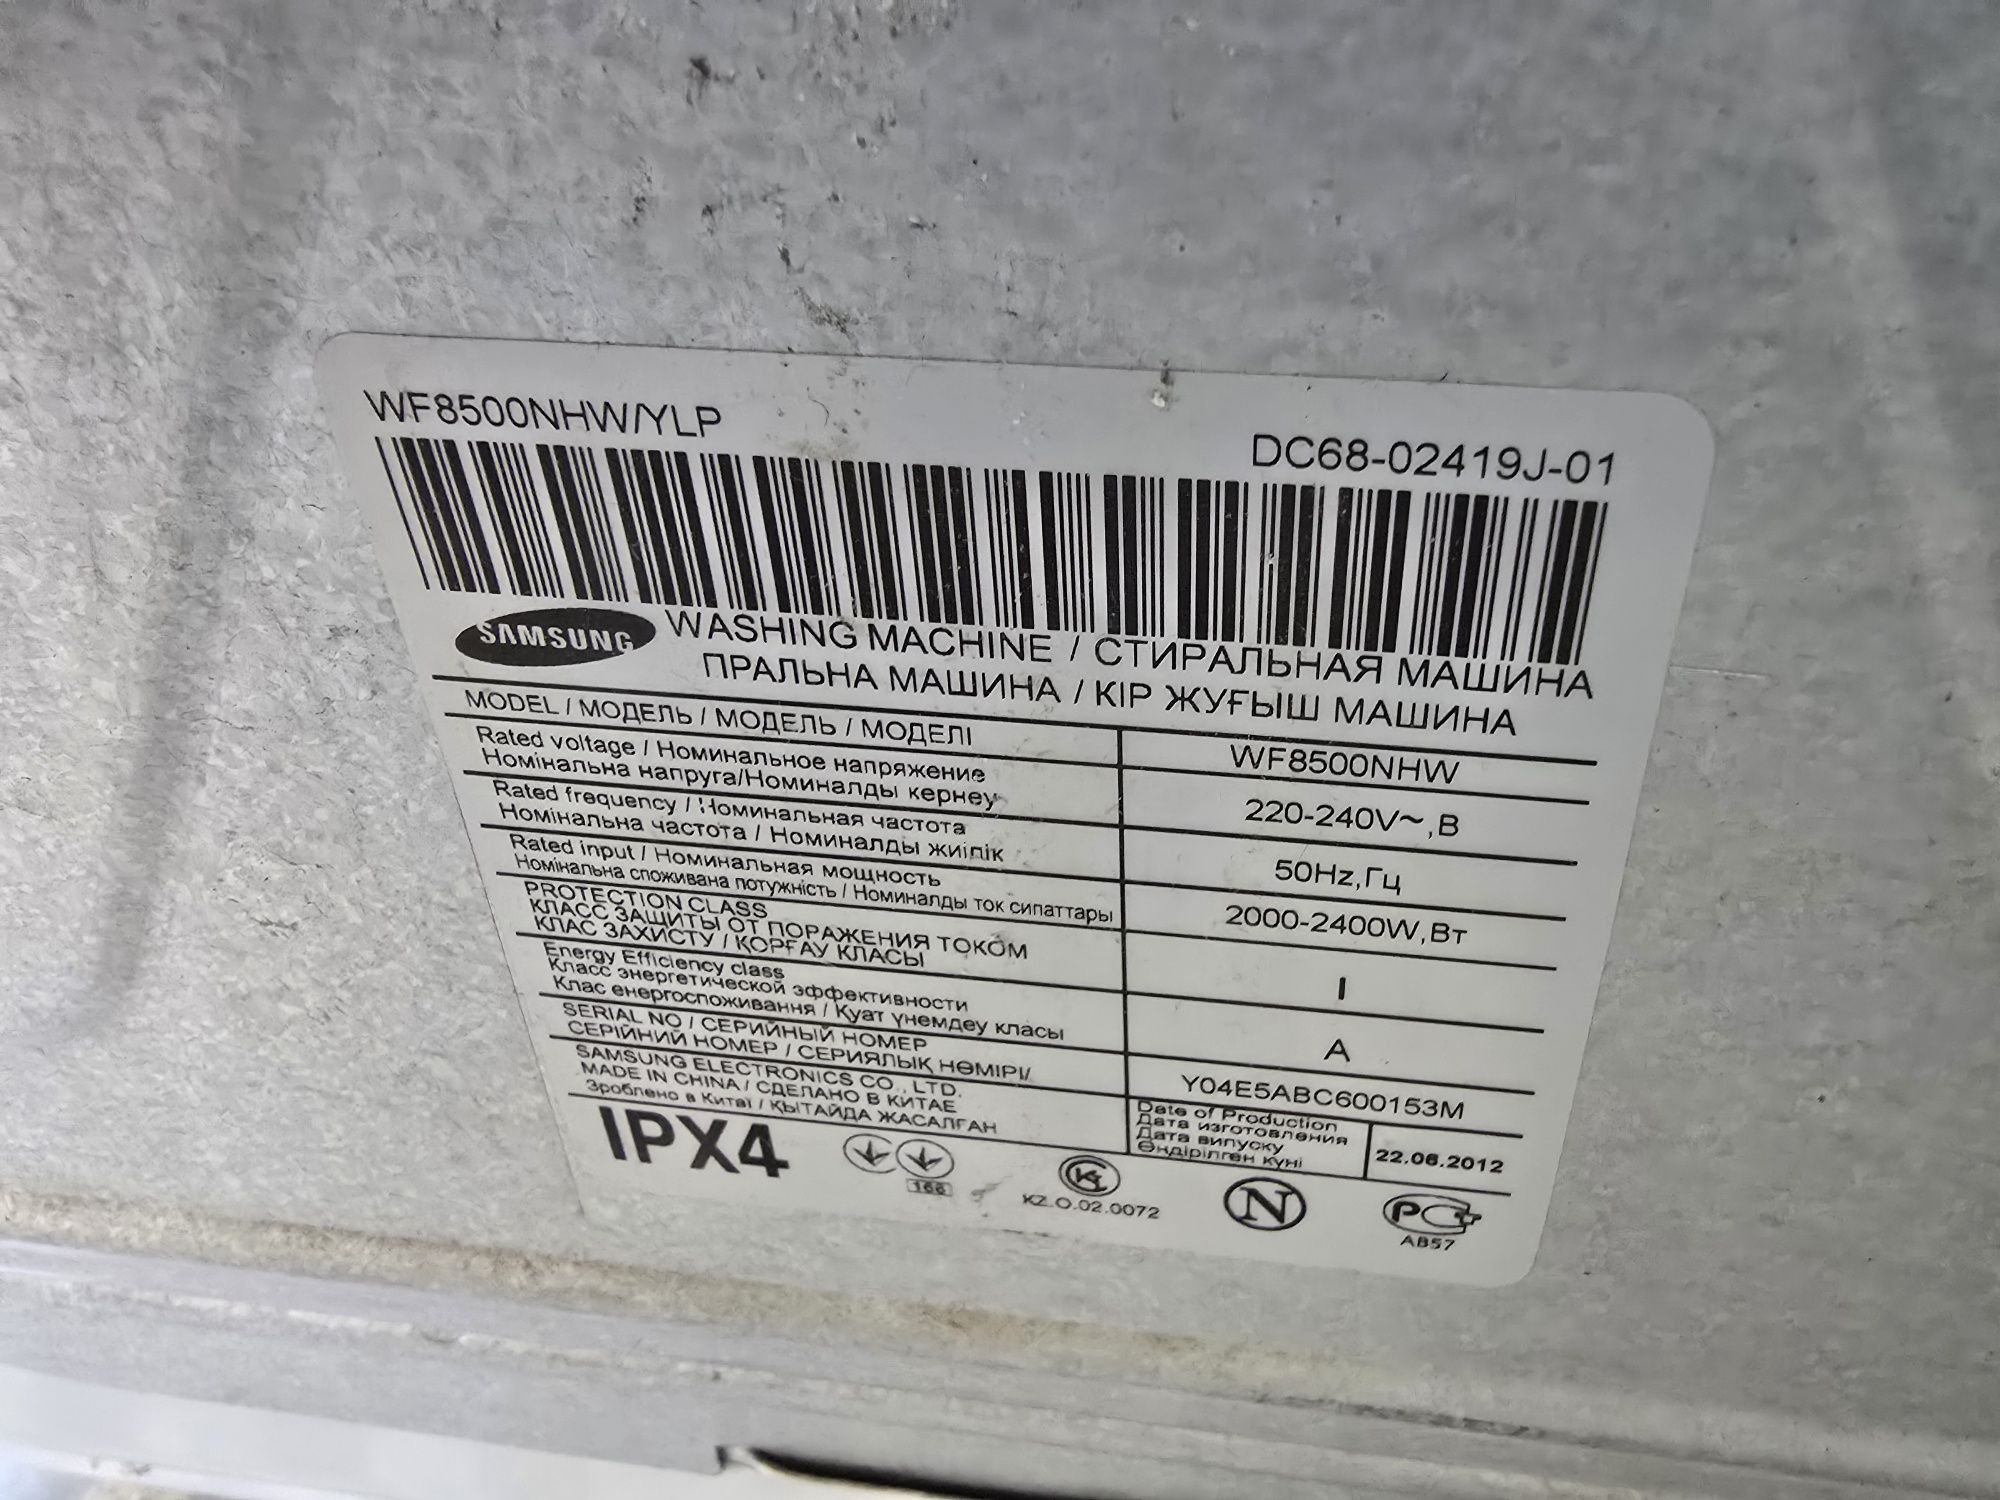 WF8500NHW/YLP
DC68-02419J-01
SAMSUNG
WASHING MACHINE / СТИРАЛЬНАЯ МАШИНА
ПРАЛЬНА МАШИНА / КІР ЖУҒЫШ МАШИНА
MODEL / МОДЕЛЬ / МОДЕЛЬ / МОДЕЛІ
WF8500NHW
Rated voltage / Номинальное напряжение
Номінальна напруга/Номиналды кернеу
220-240V~,В
Rated frequency / Номинальная частота
Номінальна частота / Номиналды жиілік
50Hz,Гц
Rated input / Номинальная мощность
Номінальна споживана потужність / Номиналды ток сипаттары
2000-2400W,Вт
PROTECTION CLASS
КЛАСС ЗАЩИТЫ ОТ ПОРАЖЕНИЯ ТОКОМ
КЛАС ЗАХИСТУ / ҚОРҒАУ КЛАСЫ
I
Energy Efficiency class
Класс энергетической эффективности
Клас енергоспоживання / Қуат үнемдеу класы
A
SERIAL NO / СЕРИЙНЫЙ НОМЕР
СЕРІЙНИЙ НОМЕР / СЕРИЯЛЫҚ НӨМІРІ/
Y04E5ABC600153M
SAMSUNG ELECTRONICS CO., LTD.
MADE IN CHINA / СДЕЛАНО В КИТАЕ
Зроблено в Китаї / ҚЫТАЙДА ЖАСАЛҒАН
Date of Production
Дата изготовления
Дата випуску
Өндірілген күні
22.06.2012
IPX4
166
KZ.O.02.0072
N
РС
АВ57